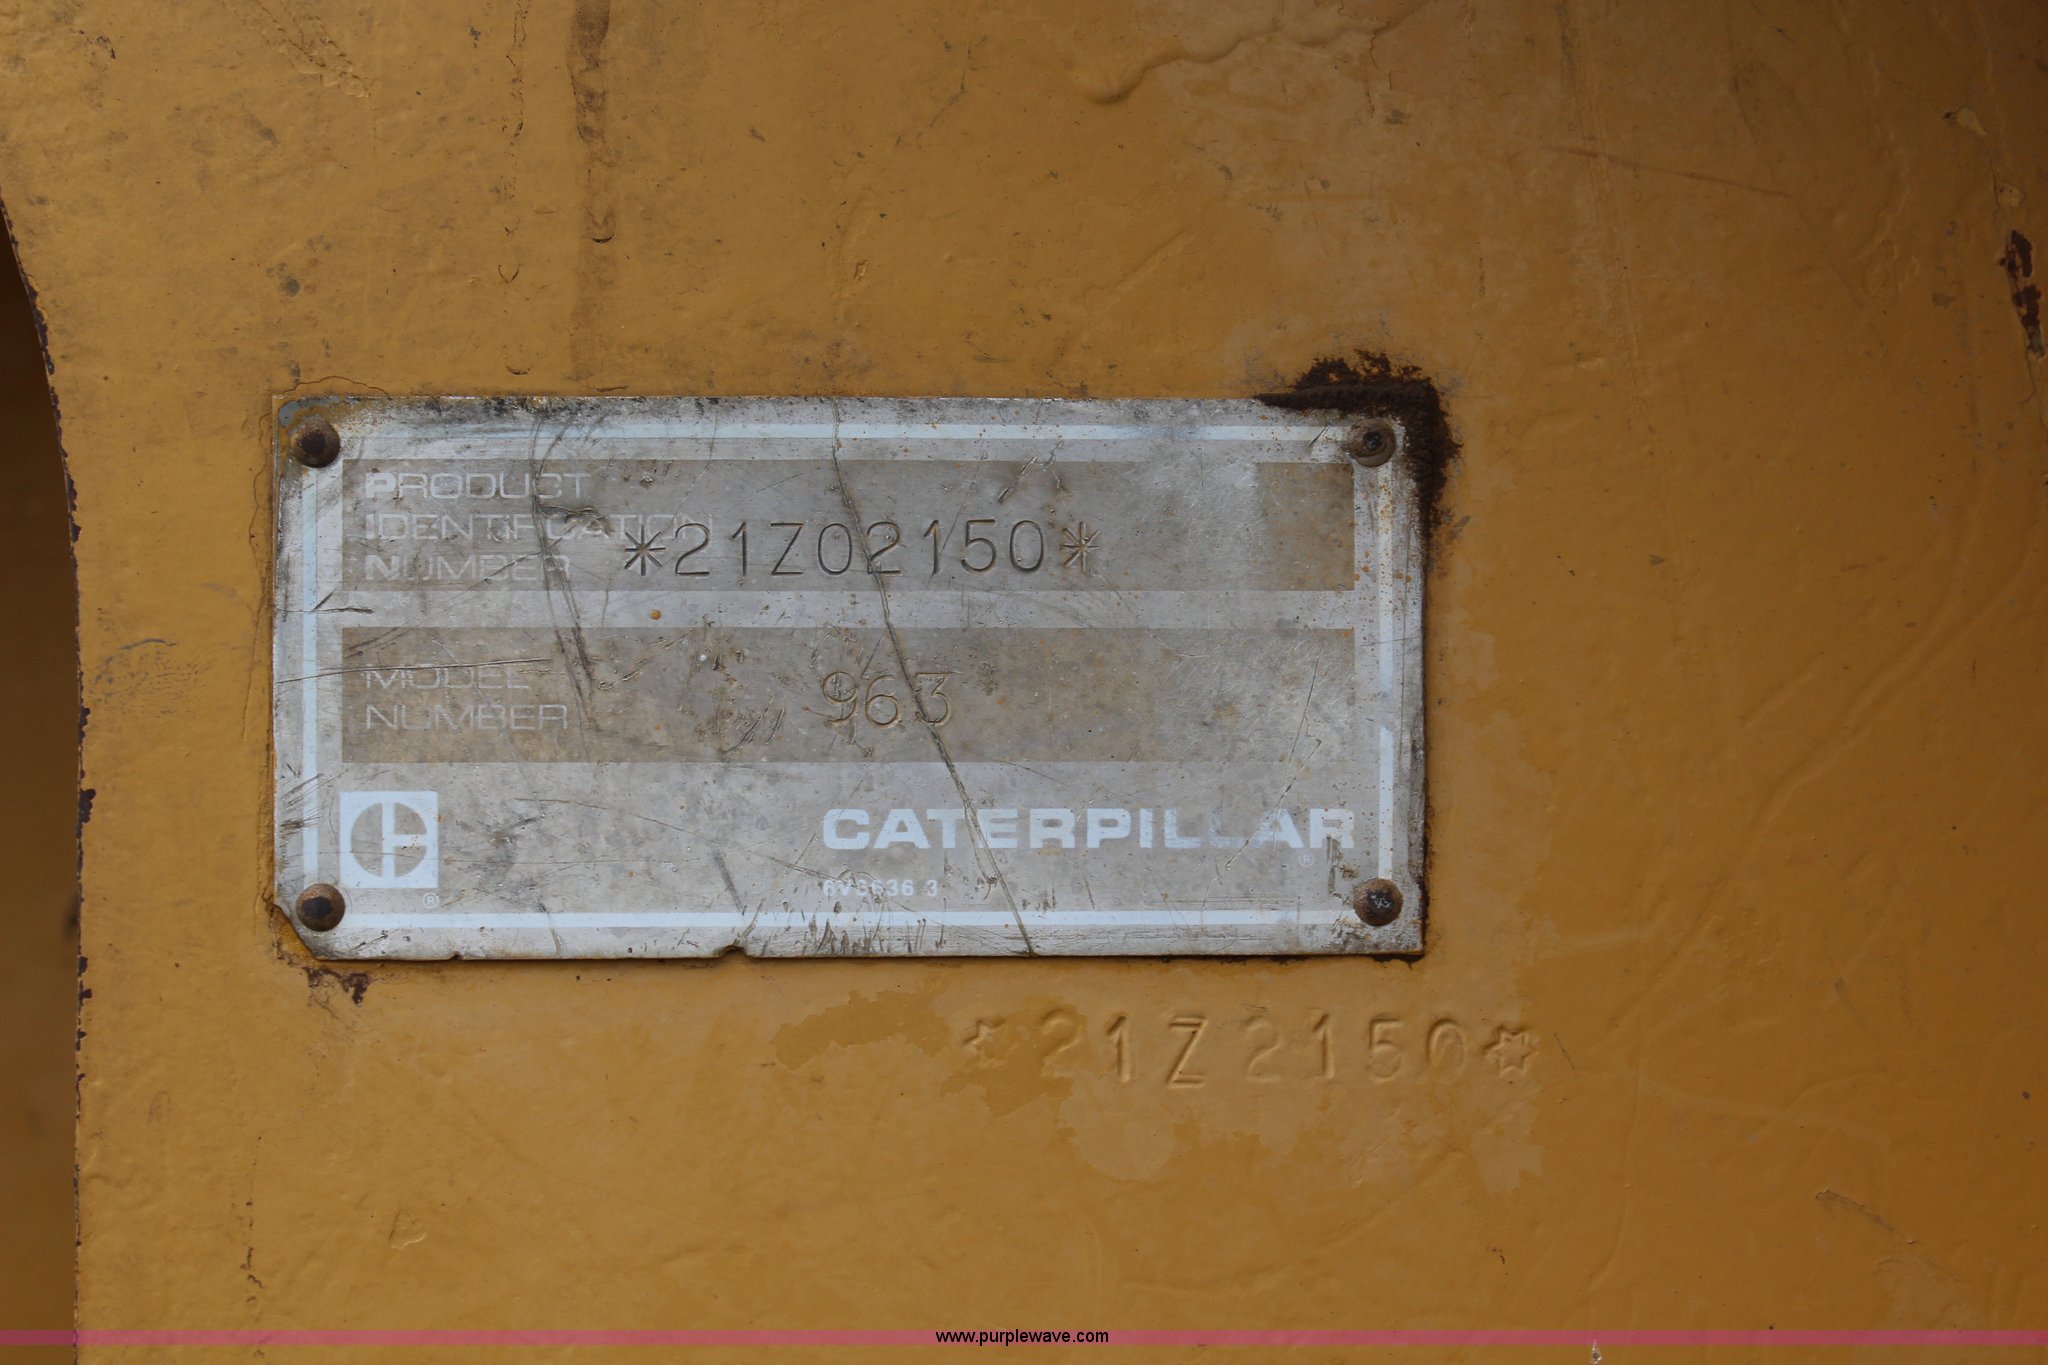 PRODUCT
IDENTIFICATION
NUMBER *21Z02150*
MODEL
NUMBER 963
CATERPILLAR
®
®
*21Z2150*
www.purplewave.com